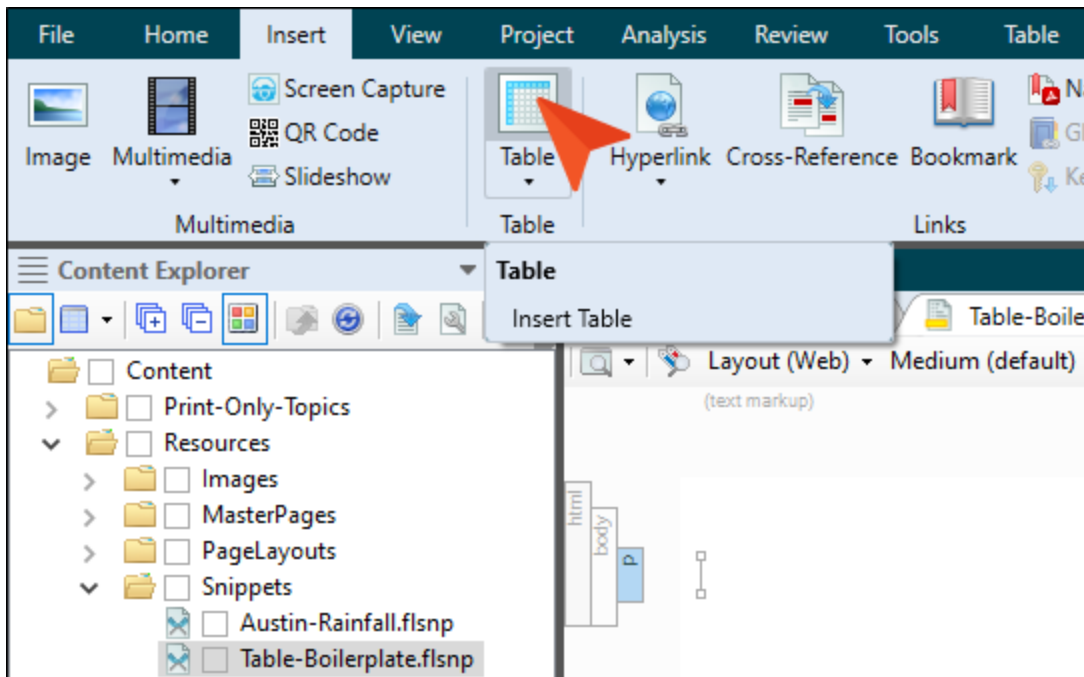 File Home Insert View Project Analysis Review Tools Table
Screen Capture
QR Code
Slideshow
Image Multimedia Table Hyperlink Cross-Reference Bookmark
Multimedia Table Links
Content Explorer
Table
Insert Table
Table-Boile
Layout (Web) Medium (default)
(text markup)
Content
Print-Only-Topics
Resources
Images
MasterPages
PageLayouts
Snippets
Austin-Rainfall.flsnp
Table-Boilerplate.flsnp
html
body
p